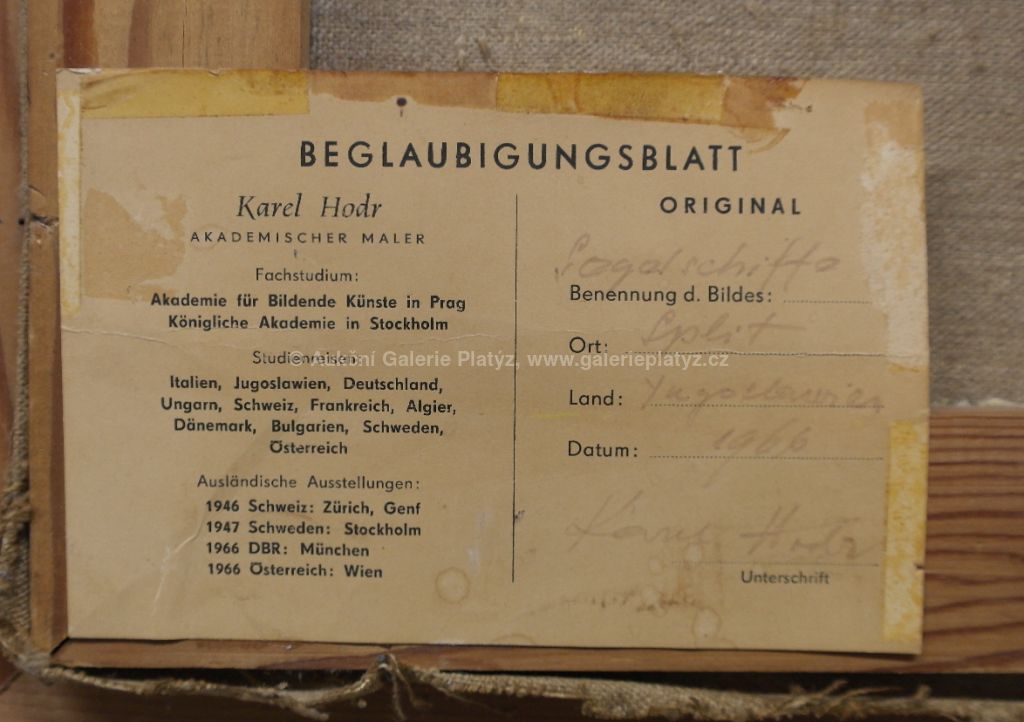 BEGLAUBIGUNGSBLATT
Karel Hodr
AKADEMISCHER MALER
Fachstudium:
Akademie für Bildende Künste in Prag
Königliche Akademie in Stockholm
Studienreisen:
Italien, Jugoslawien, Deutschland,
Ungarn, Schweiz, Frankreich, Algier,
Dänemark, Bulgarien, Schweden,
Österreich
Ausländische Ausstellungen:
1946 Schweiz: Zürich, Genf
1947 Schweden: Stockholm
1966 DBR: München
1966 Österreich: Wien
ORIGINAL
Benennung d. Bildes: Segelschiffe
Ort: Split
Land: Yugoslawien
Datum: 1966
Karel Hodr
Unterschrift
© Aukční Galerie Platýz, www.galerieplatyz.cz